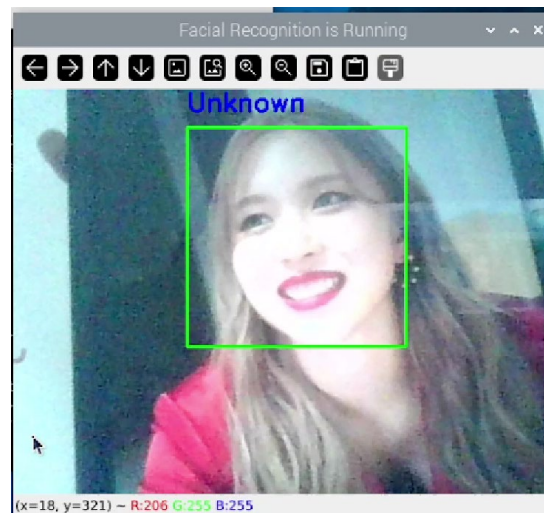 Facial Recognition is Running
Unknown
(x=18, y=321) ~ R:206 G:255 B:255